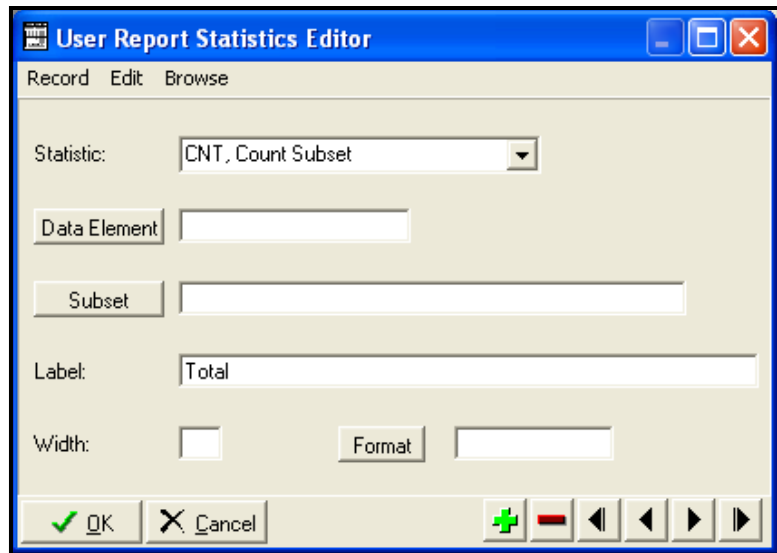 User Report Statistics Editor
Record Edit Browse
Statistic: CNT, Count Subset
Data Element
Subset
Label: Total
Width: Format
OK Cancel